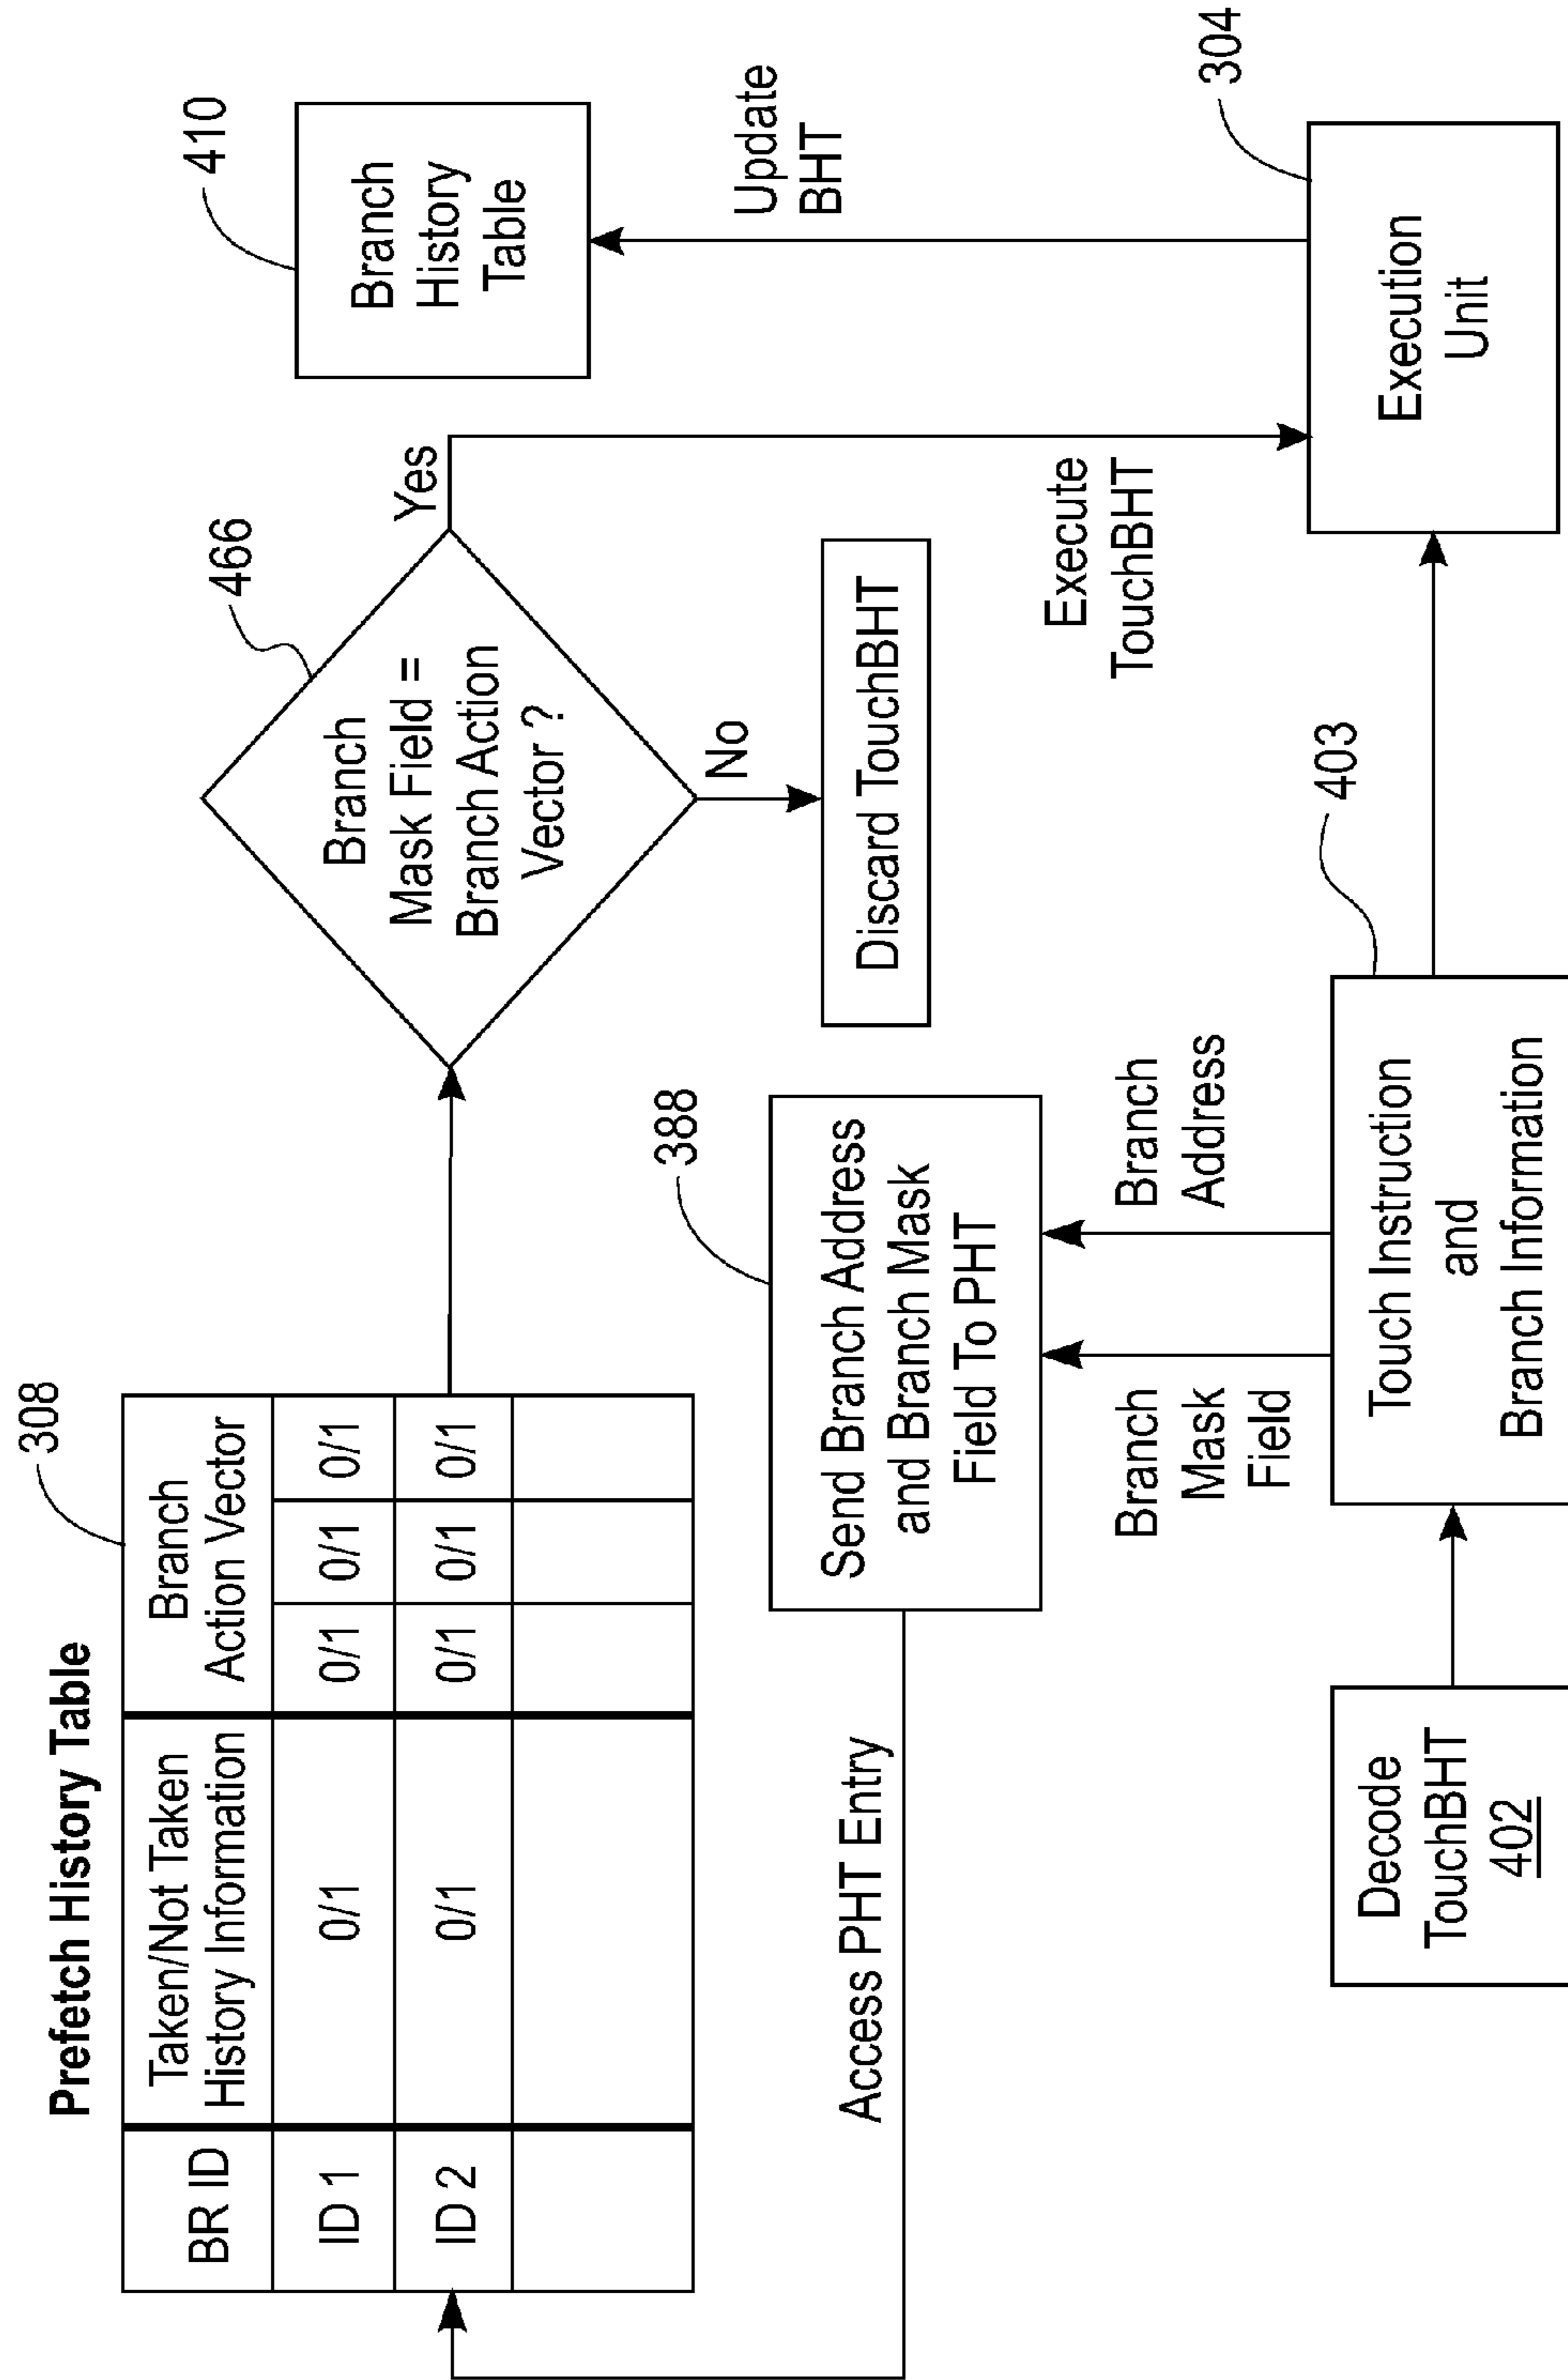 Prefetch History Table
308
BR ID
Taken/Not Taken
History Information
Branch
Action Vector
ID 1
0/1
0/1
0/1
0/1
ID 2
0/1
0/1
0/1
0/1
466
Branch
Mask Field =
Branch Action
Vector ?
Yes
No
Discard TouchBHT
410
Branch
History
Table
Update
BHT
Access PHT Entry
388
Send Branch Address
and Branch Mask
Field To PHT
Branch
Mask
Field
Branch
Address
Execute
TouchBHT
Decode
TouchBHT
402
403
Touch Instruction
and
Branch Information
304
Execution
Unit